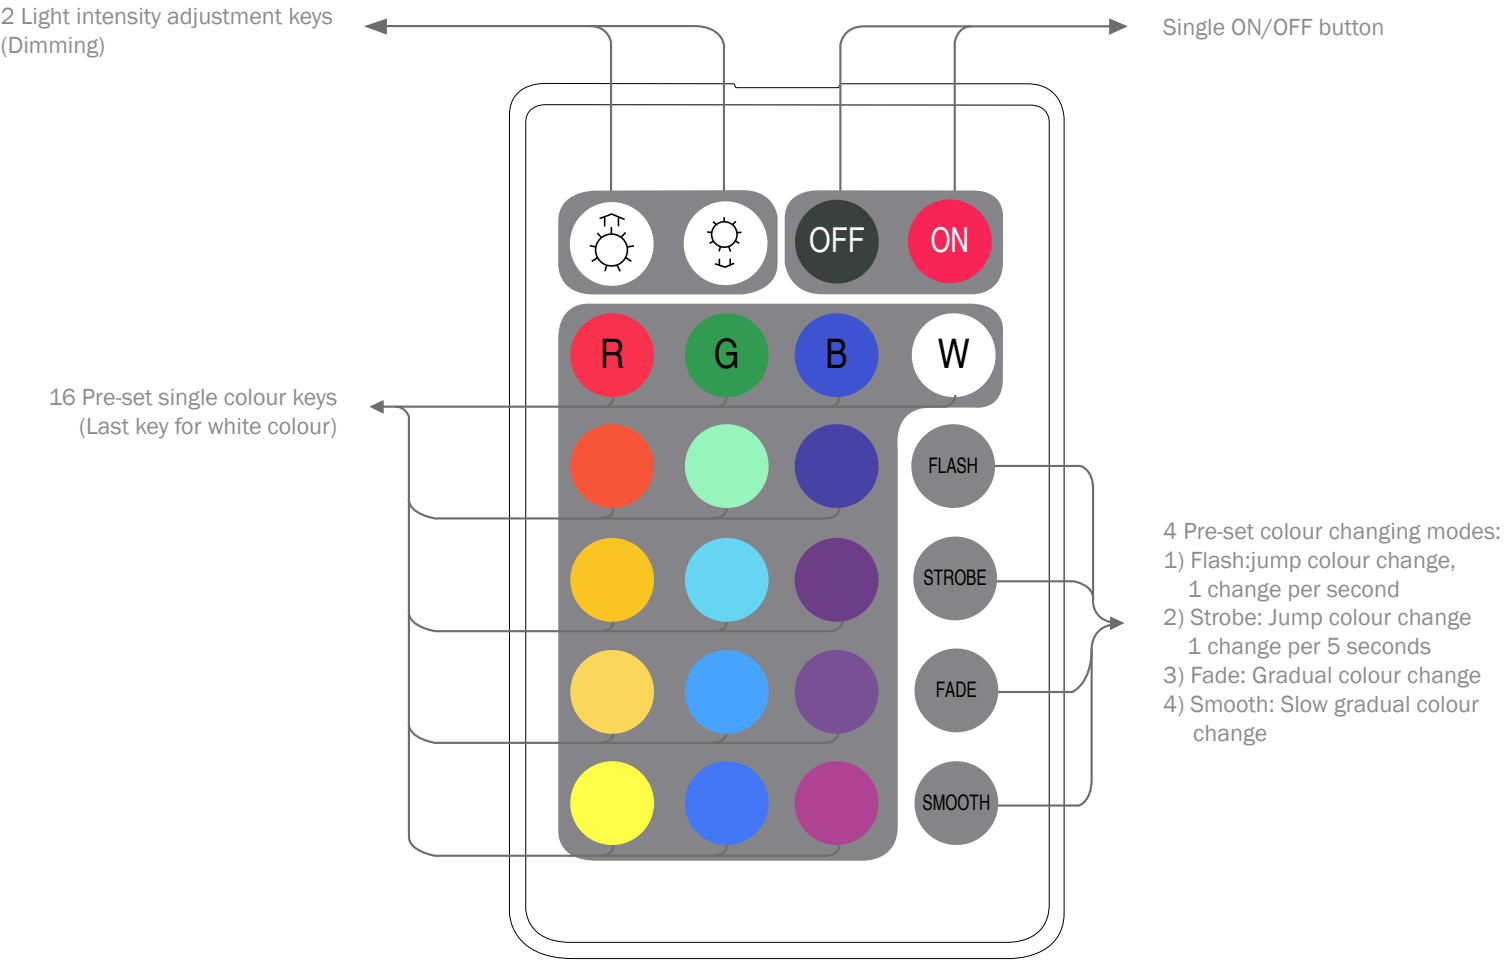 2 Light intensity adjustment keys
(Dimming)
Single ON/OFF button
OFF
ON
R
G
B
W
16 Pre-set single colour keys
(Last key for white colour)
FLASH
STROBE
FADE
SMOOTH
4 Pre-set colour changing modes:
1) Flash:jump colour change,
1 change per second
2) Strobe: Jump colour change
1 change per 5 seconds
3) Fade: Gradual colour change
4) Smooth: Slow gradual colour
change